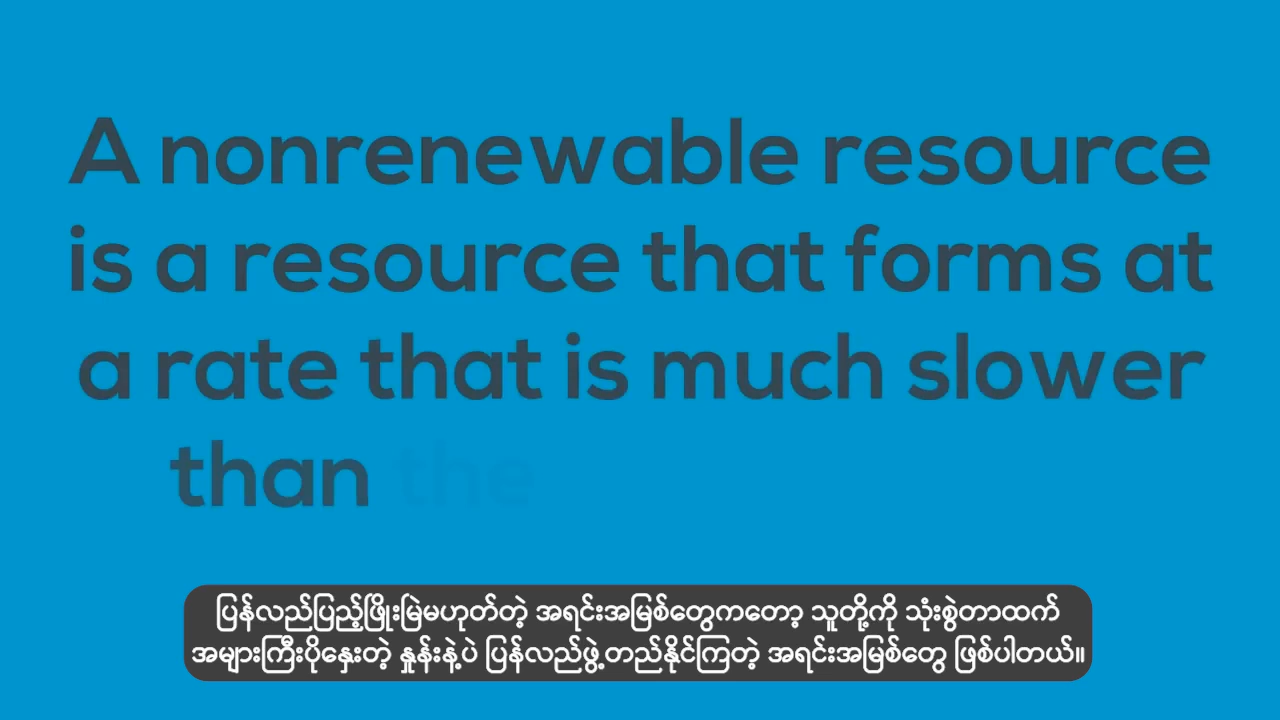 A nonrenewable resource
is a resource that forms at
a rate that is much slower
than the
ပြန်လည်ပြည့်ဖြိုးမြဲမဟုတ်တဲ့ အရင်းအမြစ်တွေကတော့ သူတို့ကို သုံးစွဲတာထက်
အများကြီးပိုနှေးတဲ့ နှုန်းနဲ့ပဲ ပြန်လည်ဖွဲ့တည်နိုင်ကြတဲ့ အရင်းအမြစ်တွေ ဖြစ်ပါတယ်။